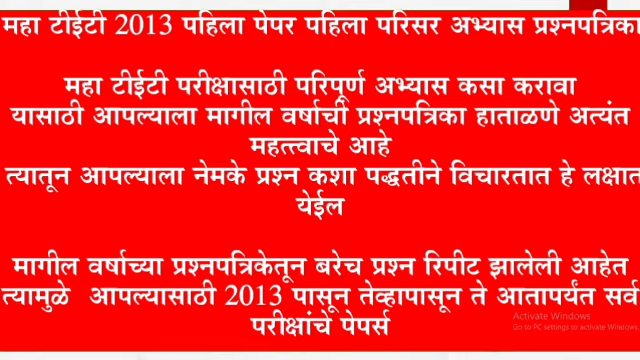 महा टीईटी 2013 पहिला पेपर पहिला परिसर अभ्यास प्रश्नपत्रिका
महा टीईटी परीक्षासाठी परिपूर्ण अभ्यास कसा करावा
यासाठी आपल्याला मागील वर्षाची प्रश्नपत्रिका हाताळणे अत्यंत
महत्त्वाचे आहे
त्यातून आपल्याला नेमके प्रश्न कशा पद्धतीने विचारतात हे लक्षात
येईल
मागील वर्षाच्या प्रश्नपत्रिकेतून बरेच प्रश्न रिपीट झालेली आहेत
त्यामुळे आपल्यासाठी 2013 पासून तेव्हापासून ते आतापर्यंत सर्व
परीक्षांचे पेपर्स
Activate Windows
Go to PC settings to activate Windows.